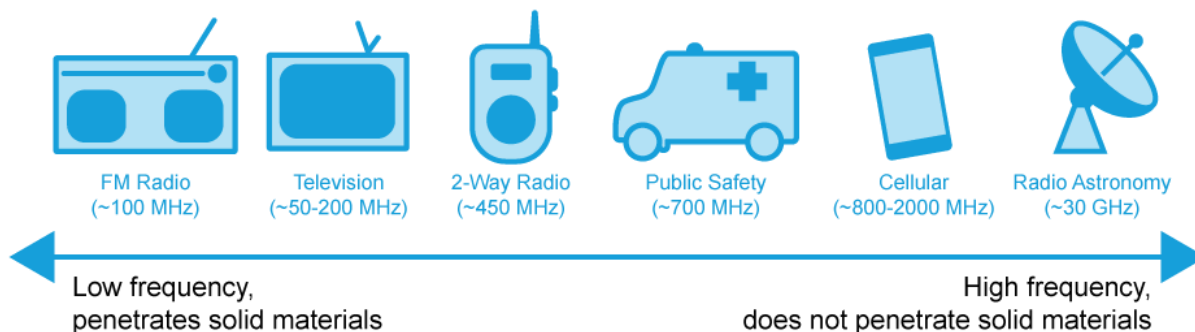 FM Radio
(~100 MHz)
Television
(~50-200 MHz)
2-Way Radio
(~450 MHz)
Public Safety
(~700 MHz)
Cellular
(~800-2000 MHz)
Radio Astronomy
(~30 GHz)
Low frequency,
penetrates solid materials
High frequency,
does not penetrate solid materials